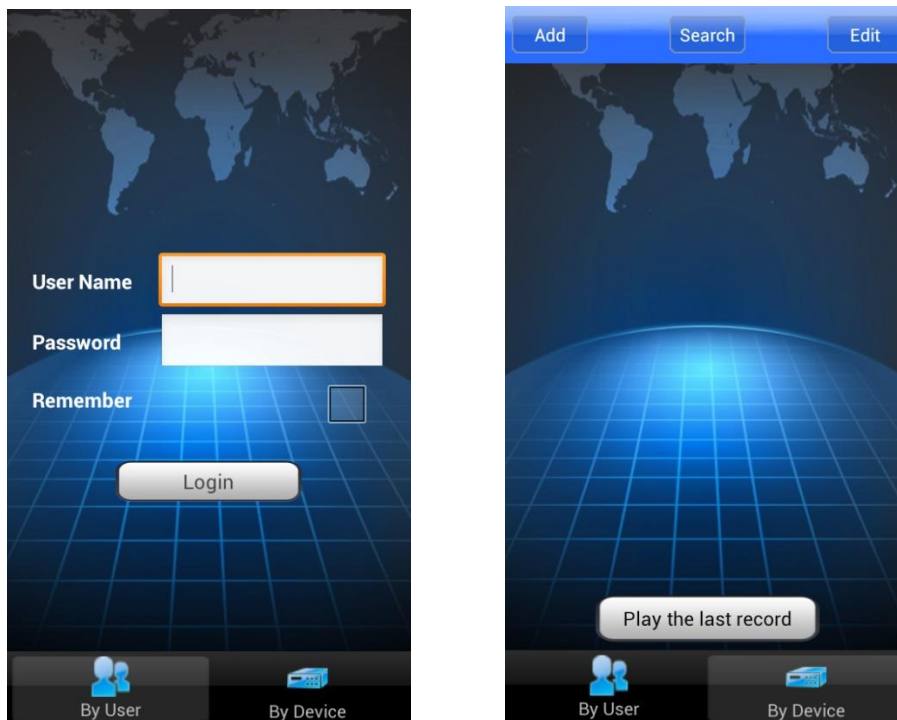 User Name
Password
Remember
Login
By User By Device
Add Search Edit
Play the last record
By User By Device